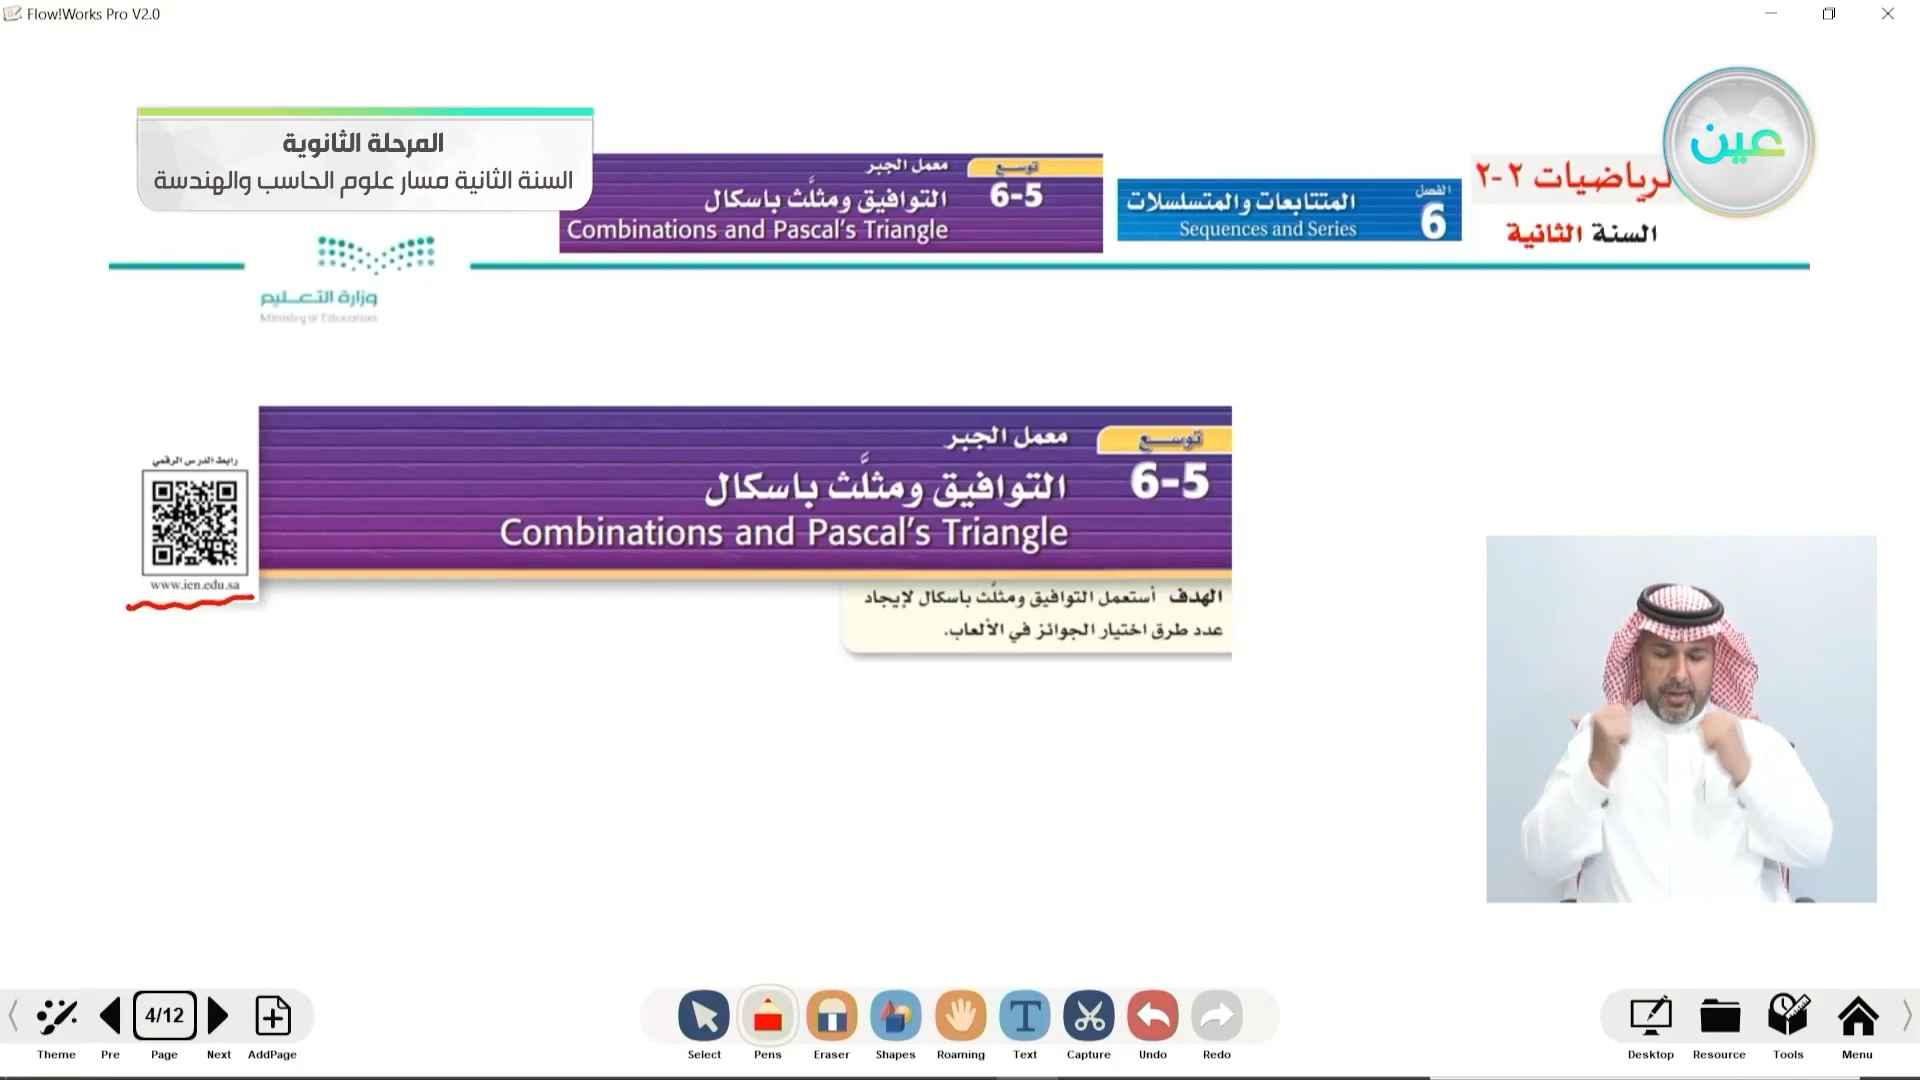 Flow!Works Pro V2.0
عين
المرحلة الثانوية
السنة الثانية مسار علوم الحاسب والهندسة
لرياضيات ٢-٢
السنة الثانية
الفصل
6
المتتابعات والمتسلسلات
Sequences and Series
توسع
6-5
معمل الجبر
التوافيق ومثلَّث باسكال
Combinations and Pascal's Triangle
وزارة التعليم
Ministry of Education
توسع
6-5
معمل الجبر
التوافيق ومثلَّث باسكال
Combinations and Pascal's Triangle
رابط الدرس الرقمي
www.ien.edu.sa
الهدف أستعمل التوافيق ومثلَّث باسكال لإيجاد
عدد طرق اختيار الجوائز في الألعاب.
4/12
Theme Pre Page Next AddPage
Select Pens Eraser Shapes Roaming Text Capture Undo Redo
Desktop Resource Tools Menu